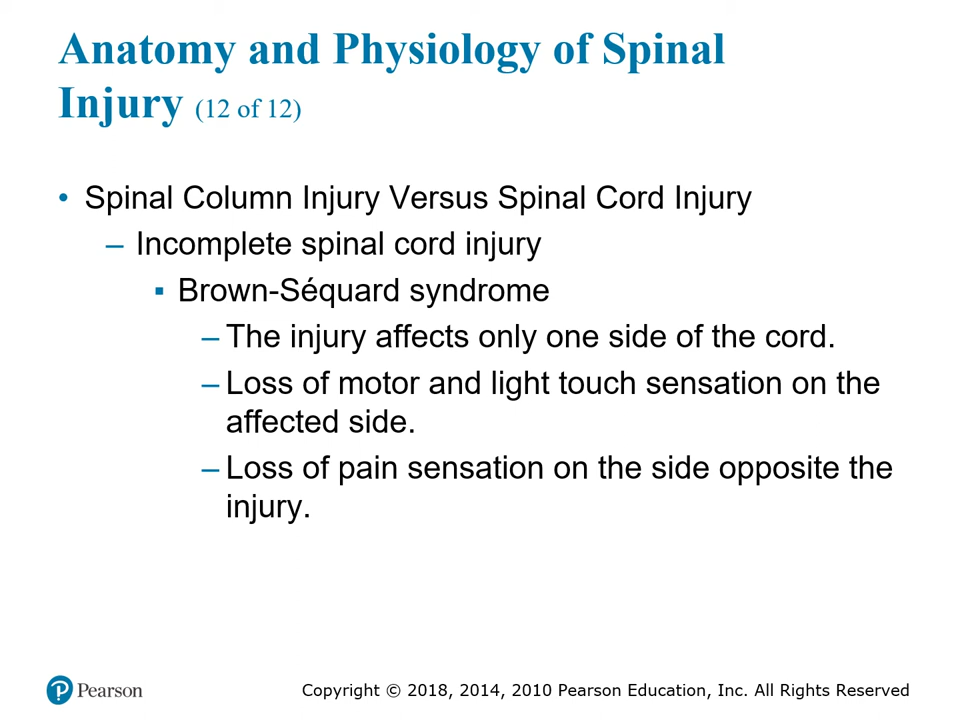 Anatomy and Physiology of Spinal
Injury (12 of 12)
• Spinal Column Injury Versus Spinal Cord Injury
– Incomplete spinal cord injury
▪ Brown-Séquard syndrome
– The injury affects only one side of the cord.
– Loss of motor and light touch sensation on the
affected side.
– Loss of pain sensation on the side opposite the
injury.
Pearson
Copyright © 2018, 2014, 2010 Pearson Education, Inc. All Rights Reserved